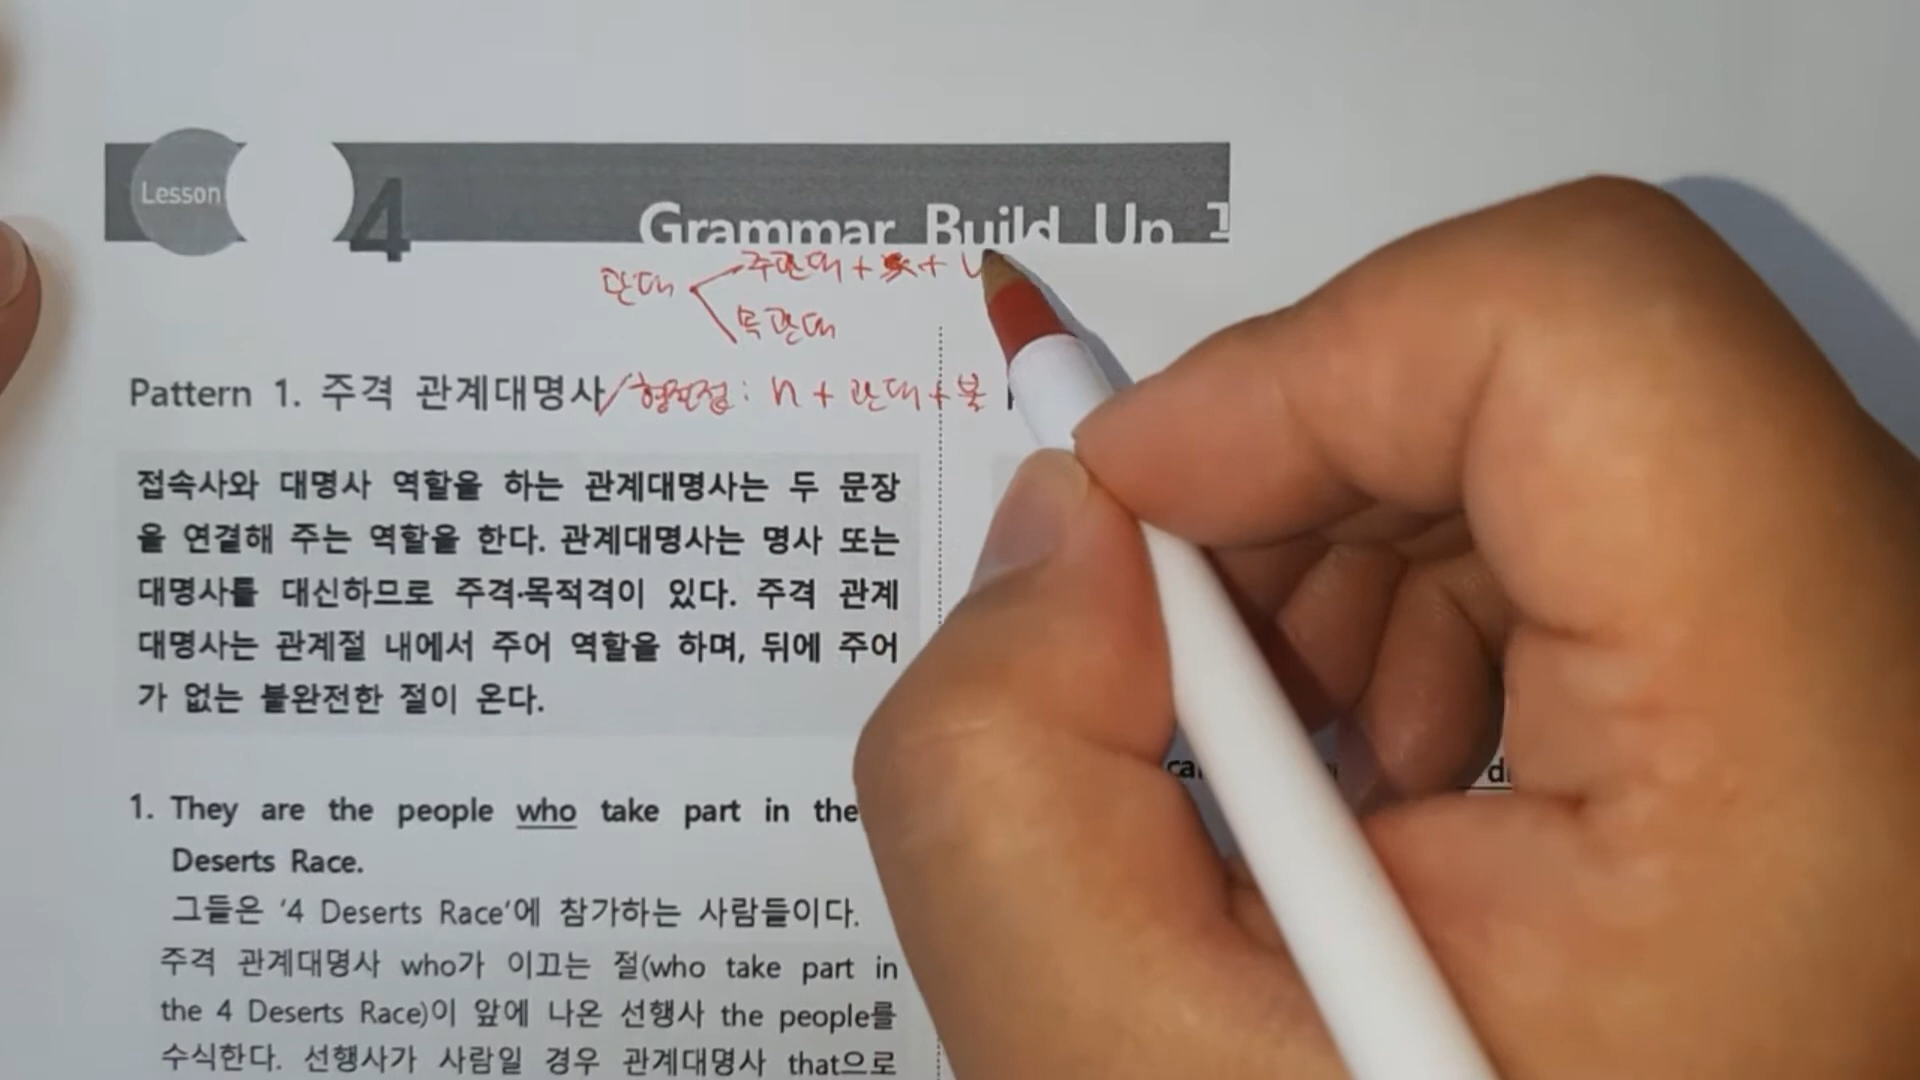 Lesson 4 Grammar Build Up
관대 주관대 + +
목관대
Pattern 1. 주격 관계대명사 / 형용사절 : n + 관대 + 불
접속사와 대명사 역할을 하는 관계대명사는 두 문장
을 연결해 주는 역할을 한다. 관계대명사는 명사 또는
대명사를 대신하므로 주격·목적격이 있다. 주격 관계
대명사는 관계절 내에서 주어 역할을 하며, 뒤에 주어
가 없는 불완전한 절이 온다.
1. They are the people who take part in the
Deserts Race.
그들은 '4 Deserts Race'에 참가하는 사람들이다.
주격 관계대명사 who가 이끄는 절(who take part in
the 4 Deserts Race)이 앞에 나온 선행사 the people를
수식한다. 선행사가 사람일 경우 관계대명사 that으로